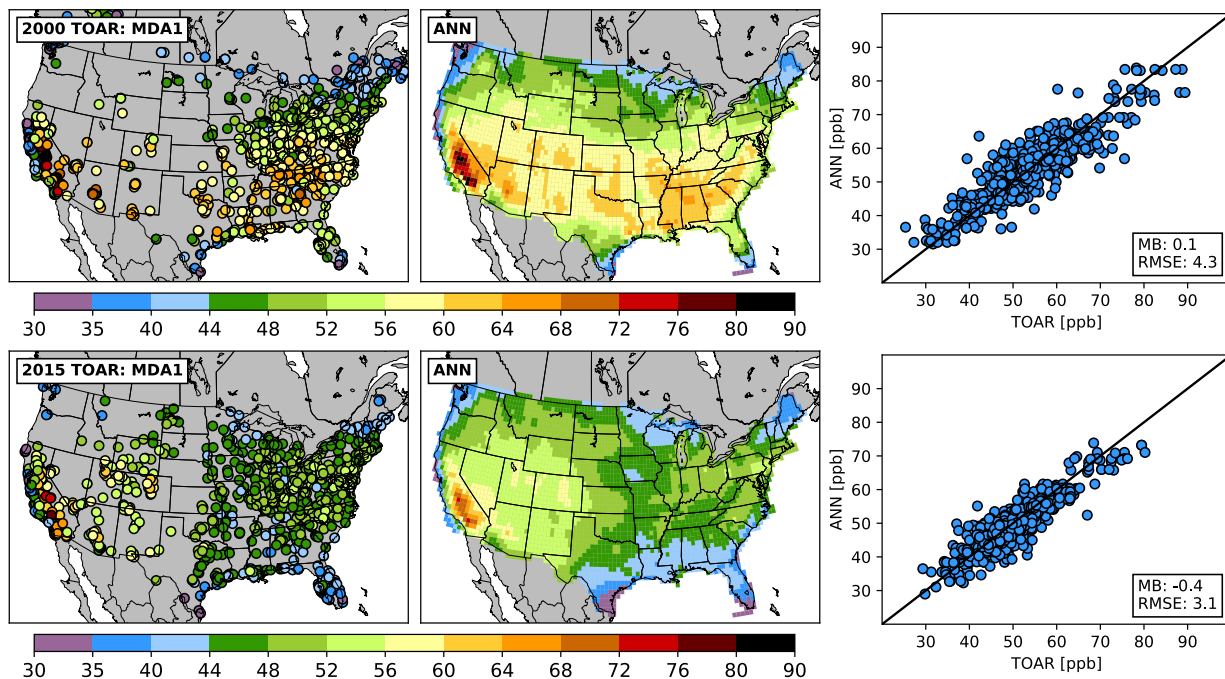 2000 TOAR: MDA1
ANN
30 35 40 44 48 52 56 60 64 68 72 76 80 90
90
80
70
60
50
40
30
ANN [ppb]
MB: 0.1
RMSE: 4.3
30 40 50 60 70 80 90
TOAR [ppb]
2015 TOAR: MDA1
ANN
30 35 40 44 48 52 56 60 64 68 72 76 80 90
90
80
70
60
50
40
30
ANN [ppb]
MB: -0.4
RMSE: 3.1
30 40 50 60 70 80 90
TOAR [ppb]